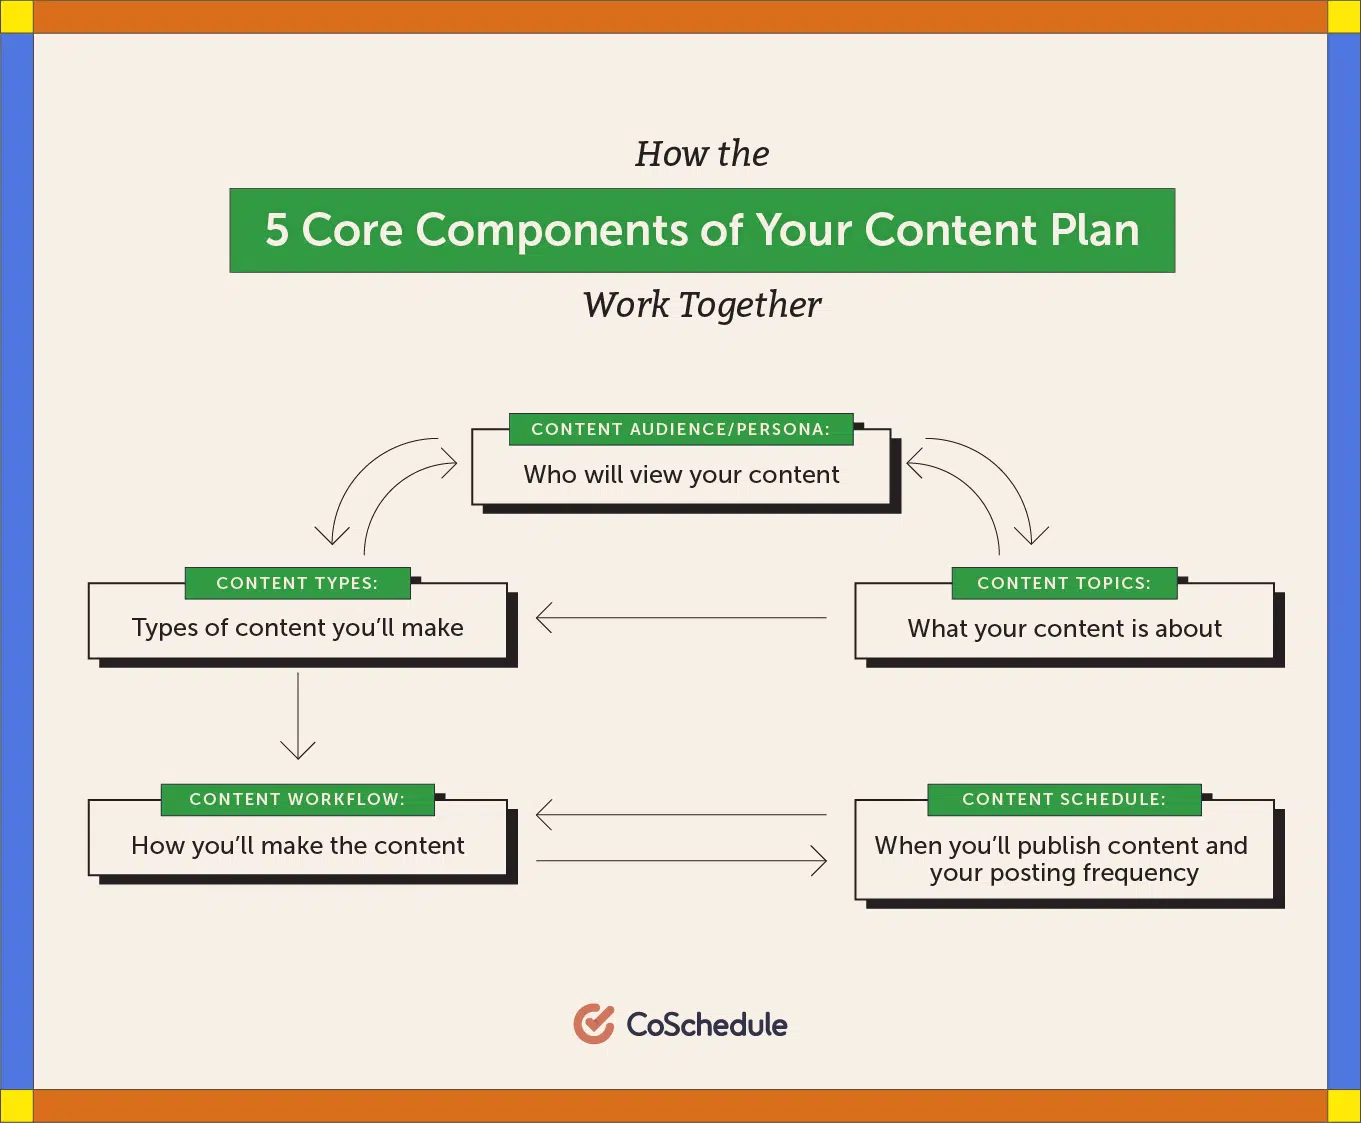 How the
5 Core Components of Your Content Plan
Work Together
CONTENT AUDIENCE/PERSONA:
Who will view your content
CONTENT TYPES:
Types of content you'll make
CONTENT TOPICS:
What your content is about
CONTENT WORKFLOW:
How you'll make the content
CONTENT SCHEDULE:
When you'll publish content and
your posting frequency
CoSchedule